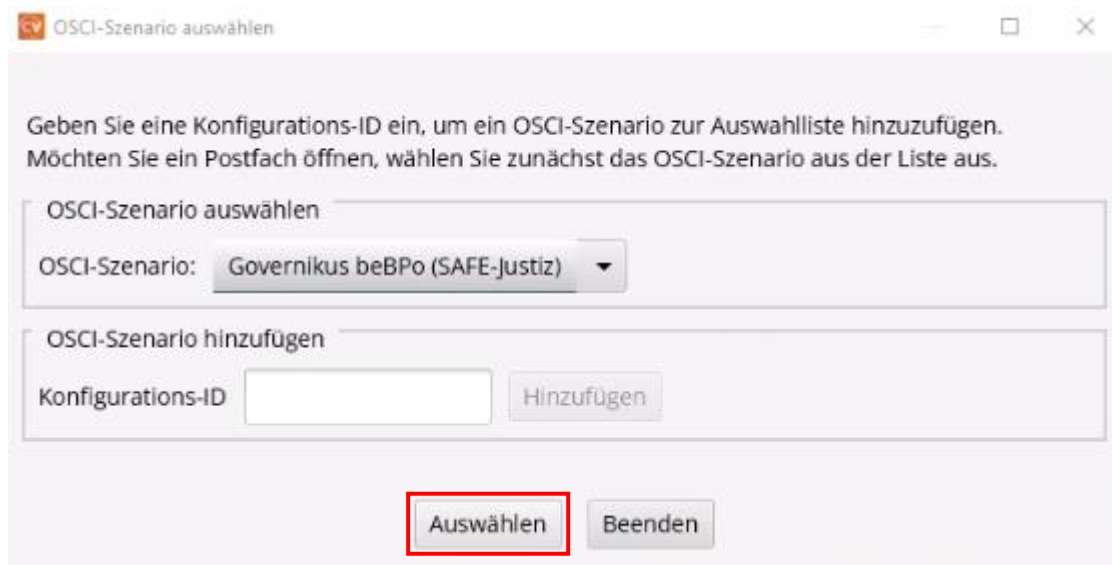 CV OSCI-Szenario auswählen
Geben Sie eine Konfigurations-ID ein, um ein OSCI-Szenario zur Auswahlliste hinzuzufügen.
Möchten Sie ein Postfach öffnen, wählen Sie zunächst das OSCI-Szenario aus der Liste aus.
OSCI-Szenario auswählen
OSCI-Szenario: Governikus beBPo (SAFE-Justiz)
OSCI-Szenario hinzufügen
Konfigurations-ID Hinzufügen
Auswählen Beenden